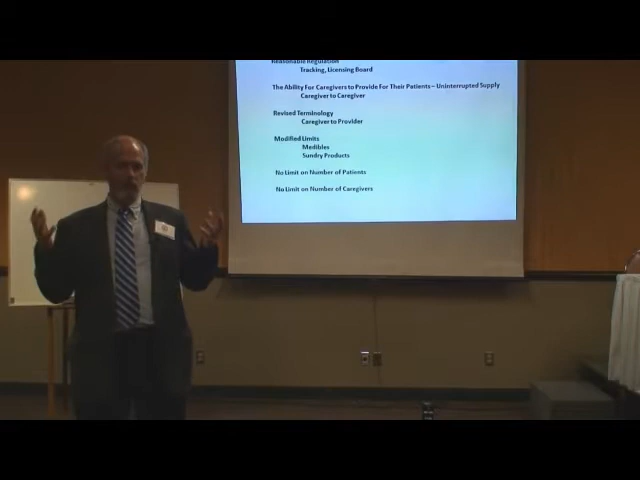 Reasonable Regulation
Tracking, Licensing Board
The Ability For Caregivers to Provide For Their Patients – Uninterrupted Supply
Caregiver to Caregiver
Revised Terminology
Caregiver to Provider
Modified Limits
Medibles
Sundry Products
No Limit on Number of Patients
No Limit on Number of Caregivers